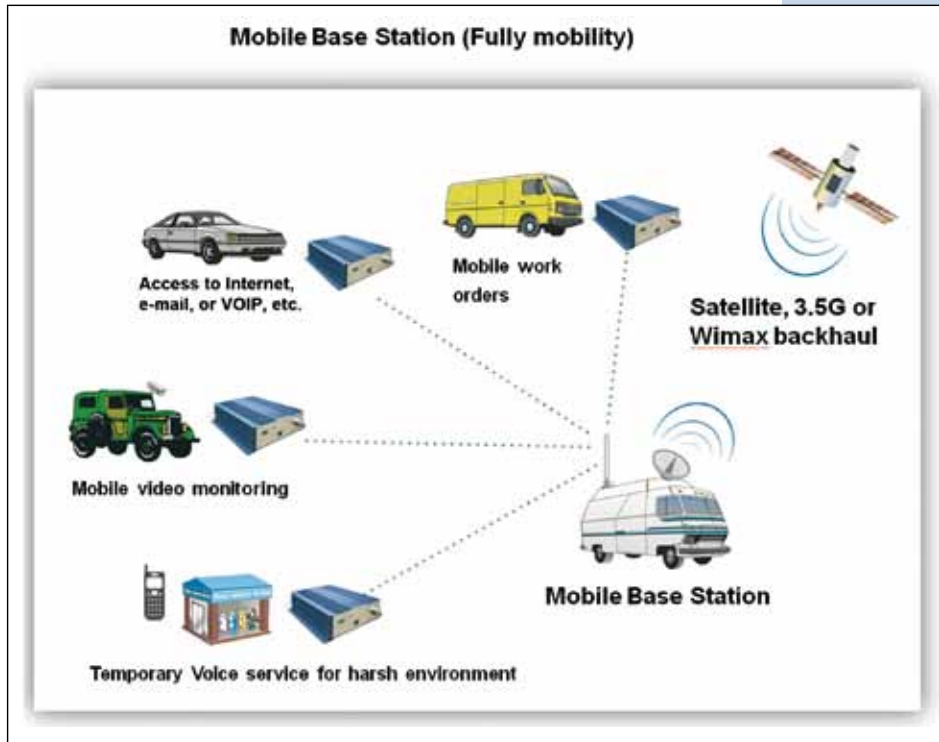 Mobile Base Station (Fully mobility)
Access to Internet,
e-mail, or VOIP, etc.
Mobile work
orders
Satellite, 3.5G or
Wimax backhaul
Mobile video monitoring
Mobile Base Station
Temporary Voice service for harsh environment